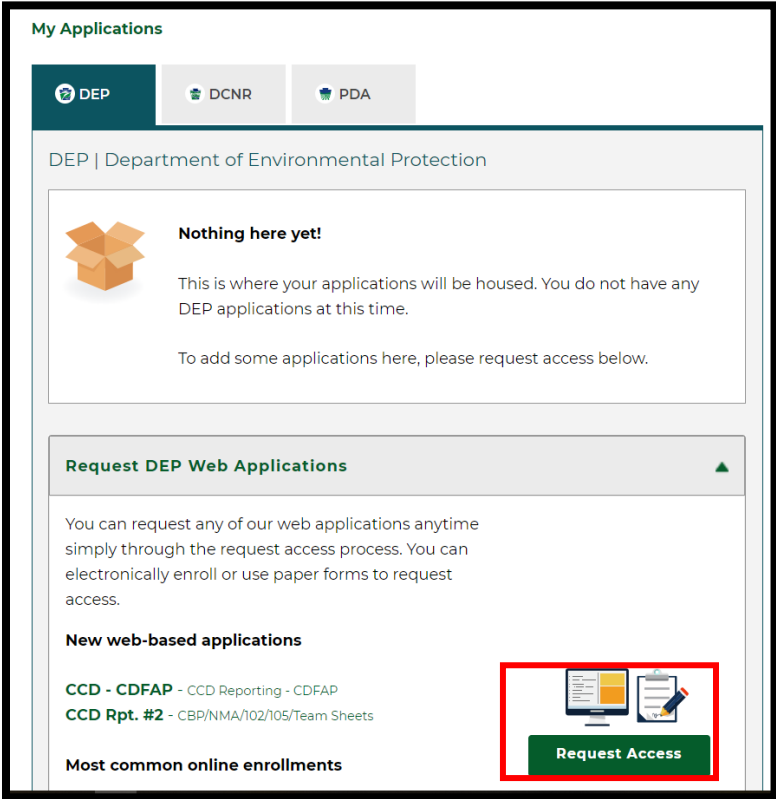 My Applications
DEP DCNR PDA
DEP | Department of Environmental Protection
Nothing here yet!
This is where your applications will be housed. You do not have any
DEP applications at this time.
To add some applications here, please request access below.
Request DEP Web Applications
You can request any of our web applications anytime
simply through the request access process. You can
electronically enroll or use paper forms to request
access.
New web-based applications
CCD - CDFAP - CCD Reporting - CDFAP
CCD Rpt. #2 - CBP/NMA/102/105/Team Sheets
Request Access
Most common online enrollments